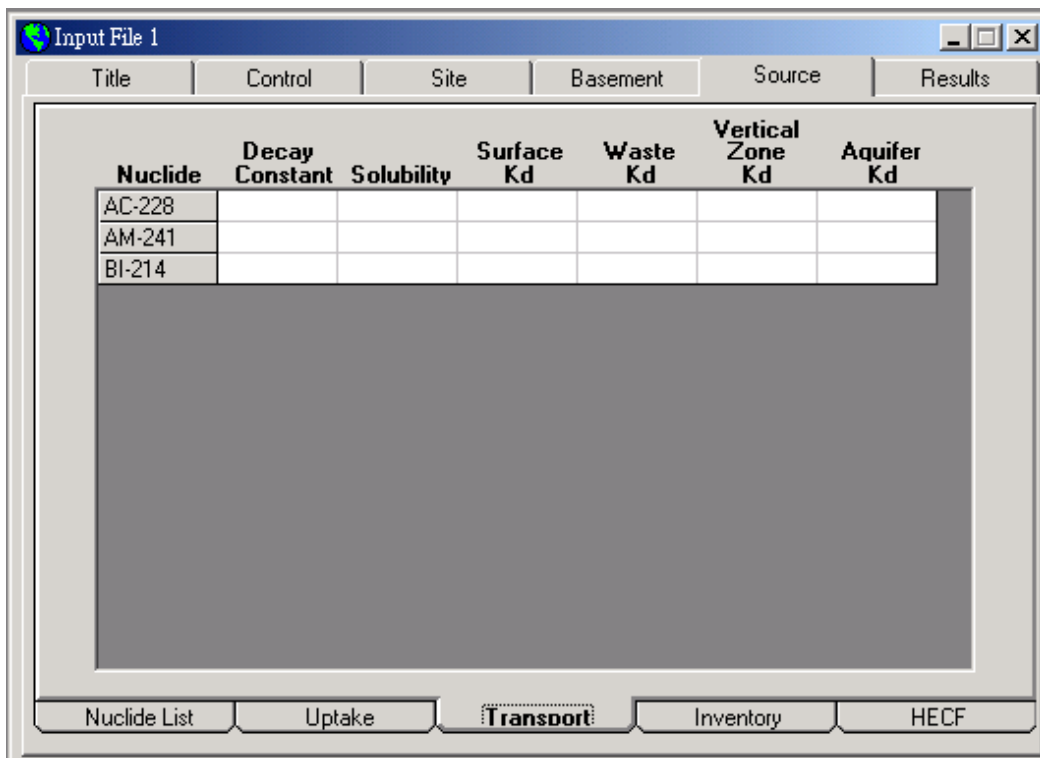 Input File 1
Title Control Site Basement Source Results
Nuclide Decay Constant Solubility Surface Kd Waste Kd Vertical Zone Kd Aquifer Kd
AC-228
AM-241
BI-214
Nuclide List Uptake Transport Inventory HECF